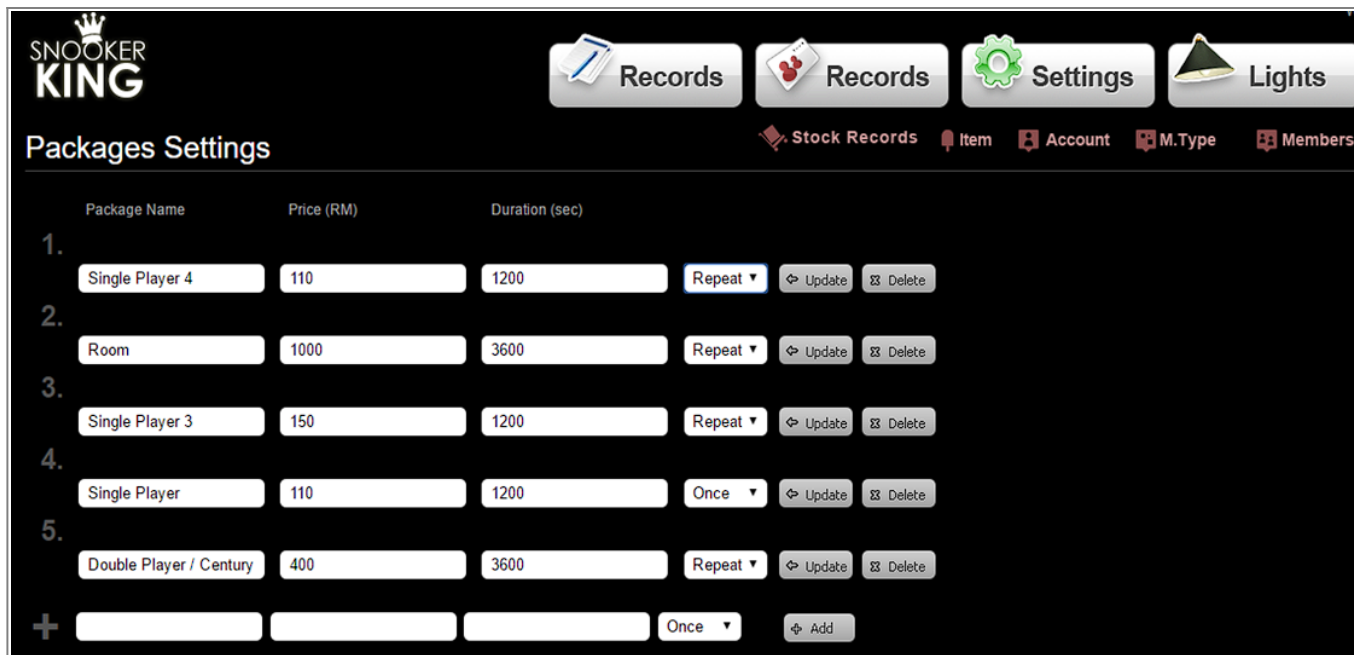 SNOOKER
KING
Records Records Settings Lights
Packages Settings
Stock Records Item Account M.Type Members
Package Name Price (RM) Duration (sec)
1.
Single Player 4 110 1200 Repeat Update Delete
2.
Room 1000 3600 Repeat Update Delete
3.
Single Player 3 150 1200 Repeat Update Delete
4.
Single Player 110 1200 Once Update Delete
5.
Double Player / Century 400 3600 Repeat Update Delete
Once Add